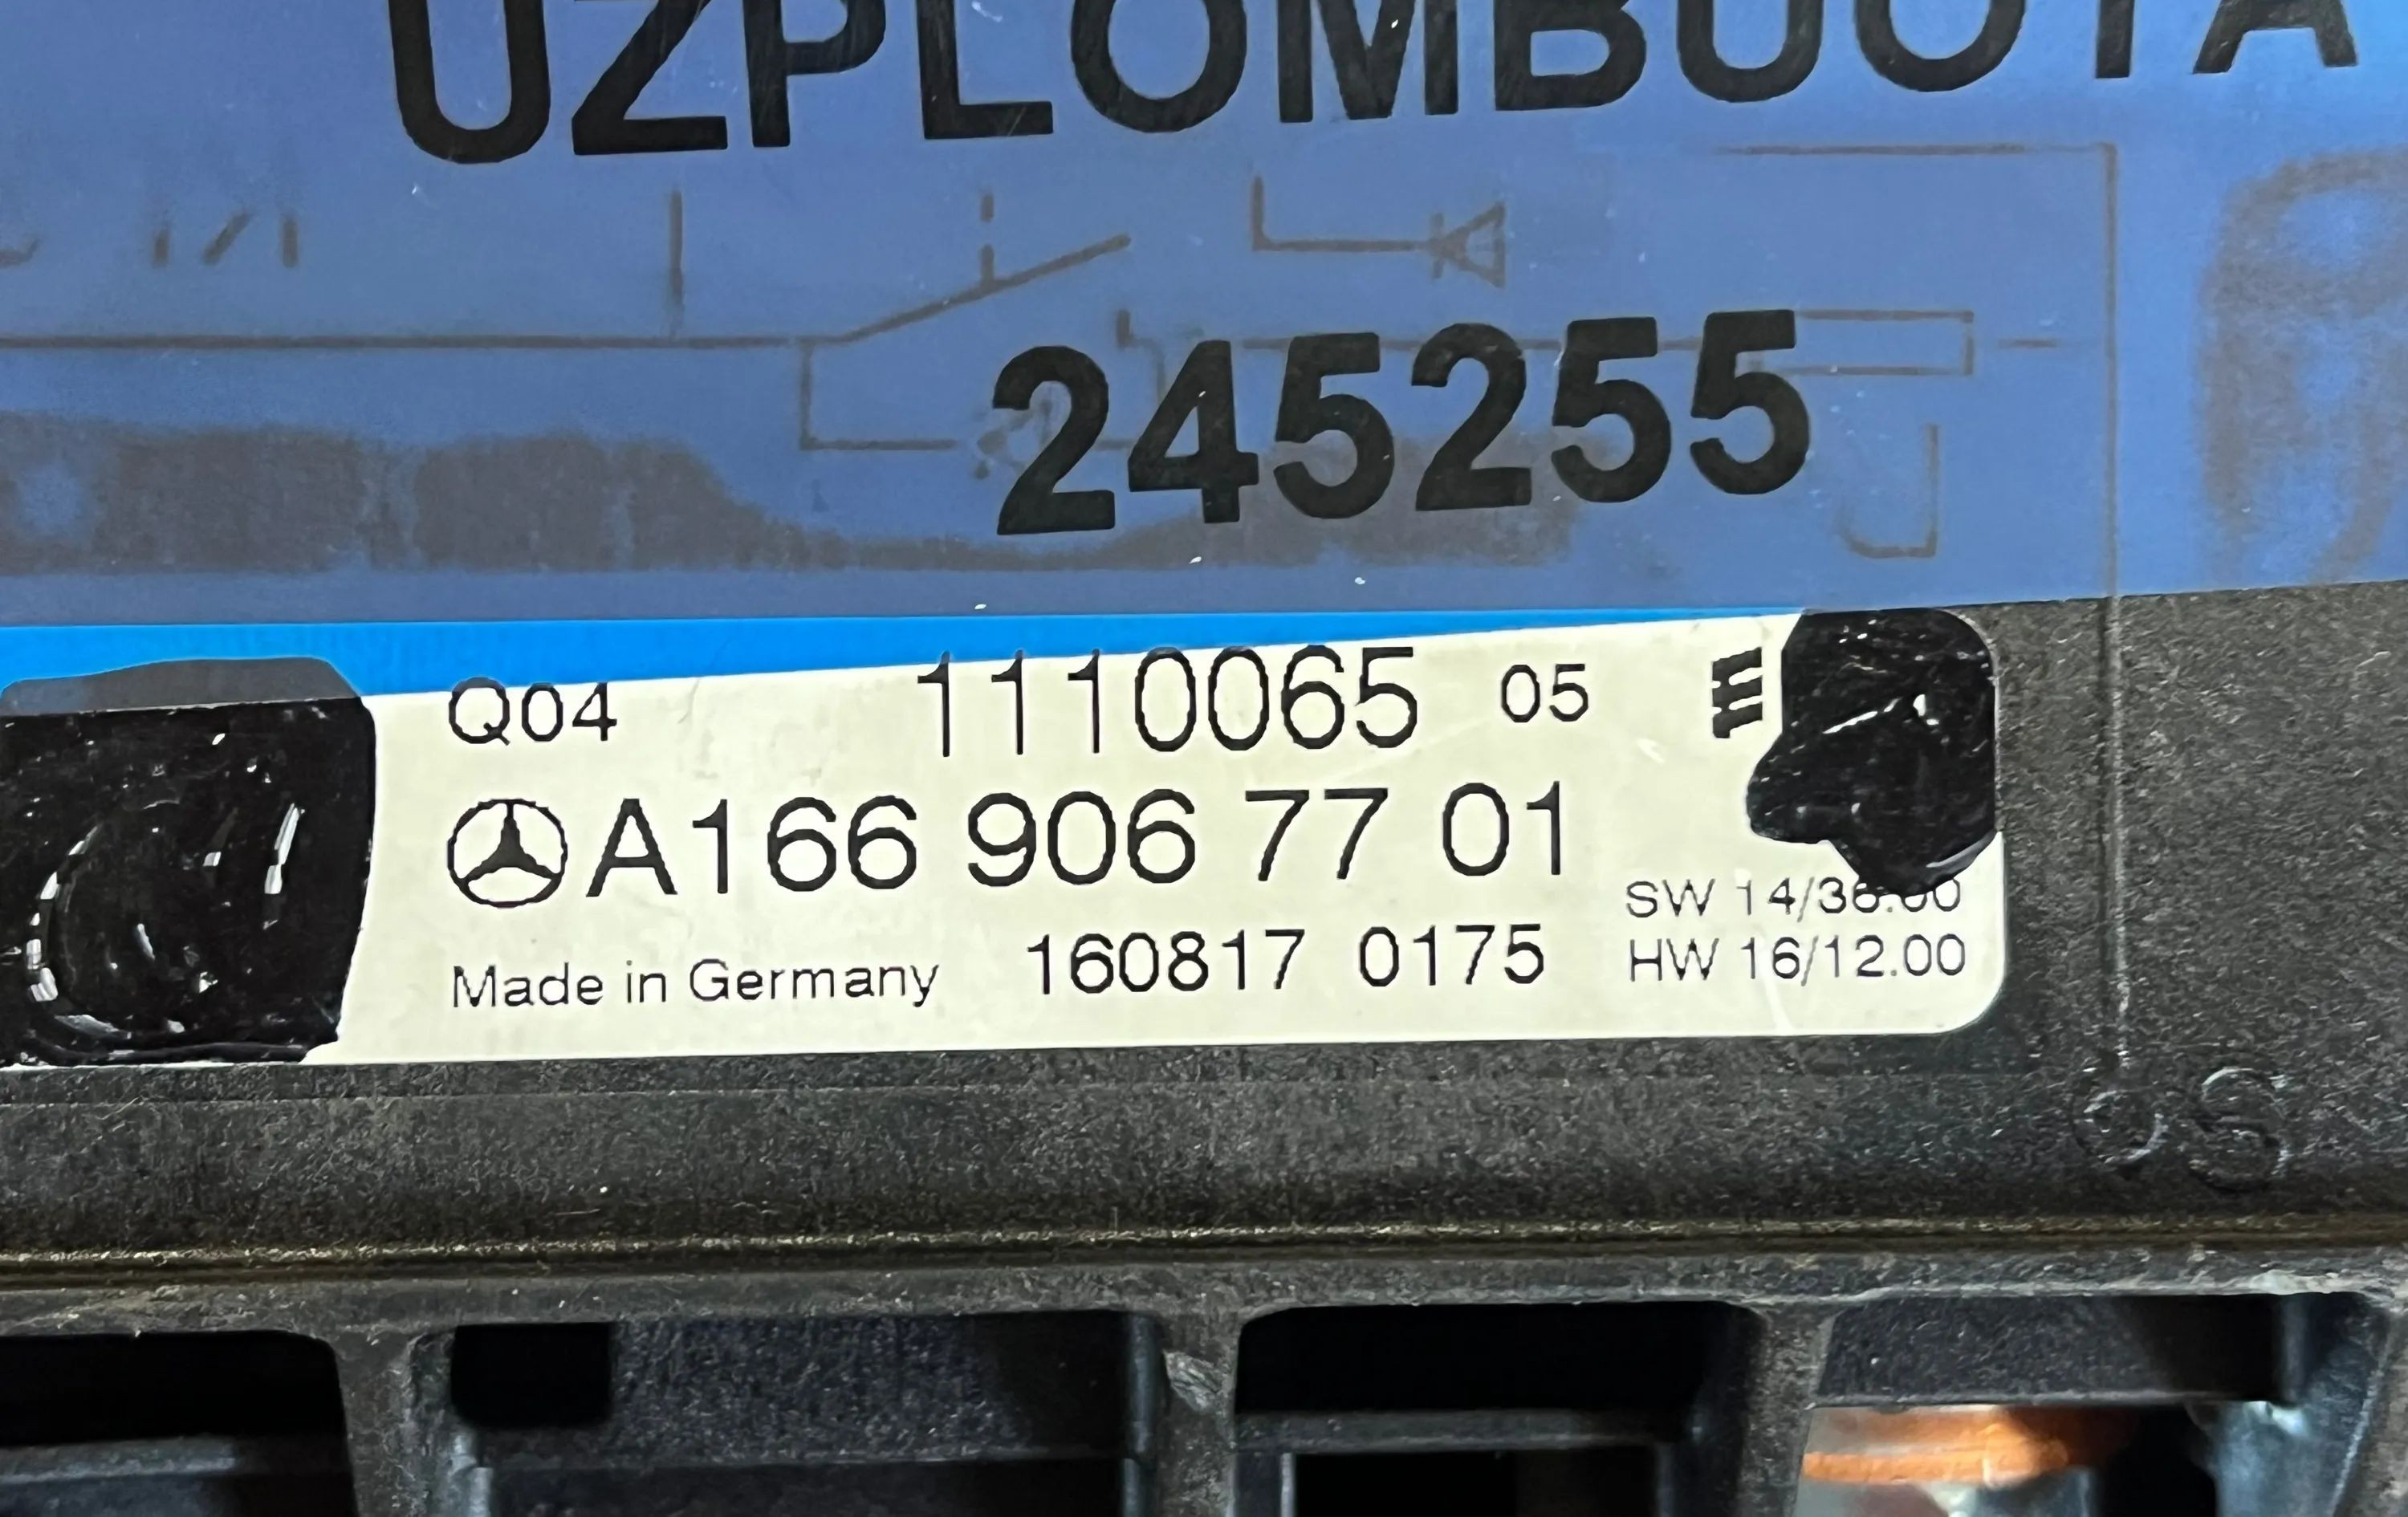 UZPLOMBUOTA
245255
Q04 1110065 05
A166 906 77 01
Made in Germany 160817 0175
SW 14/36.00
HW 16/12.00